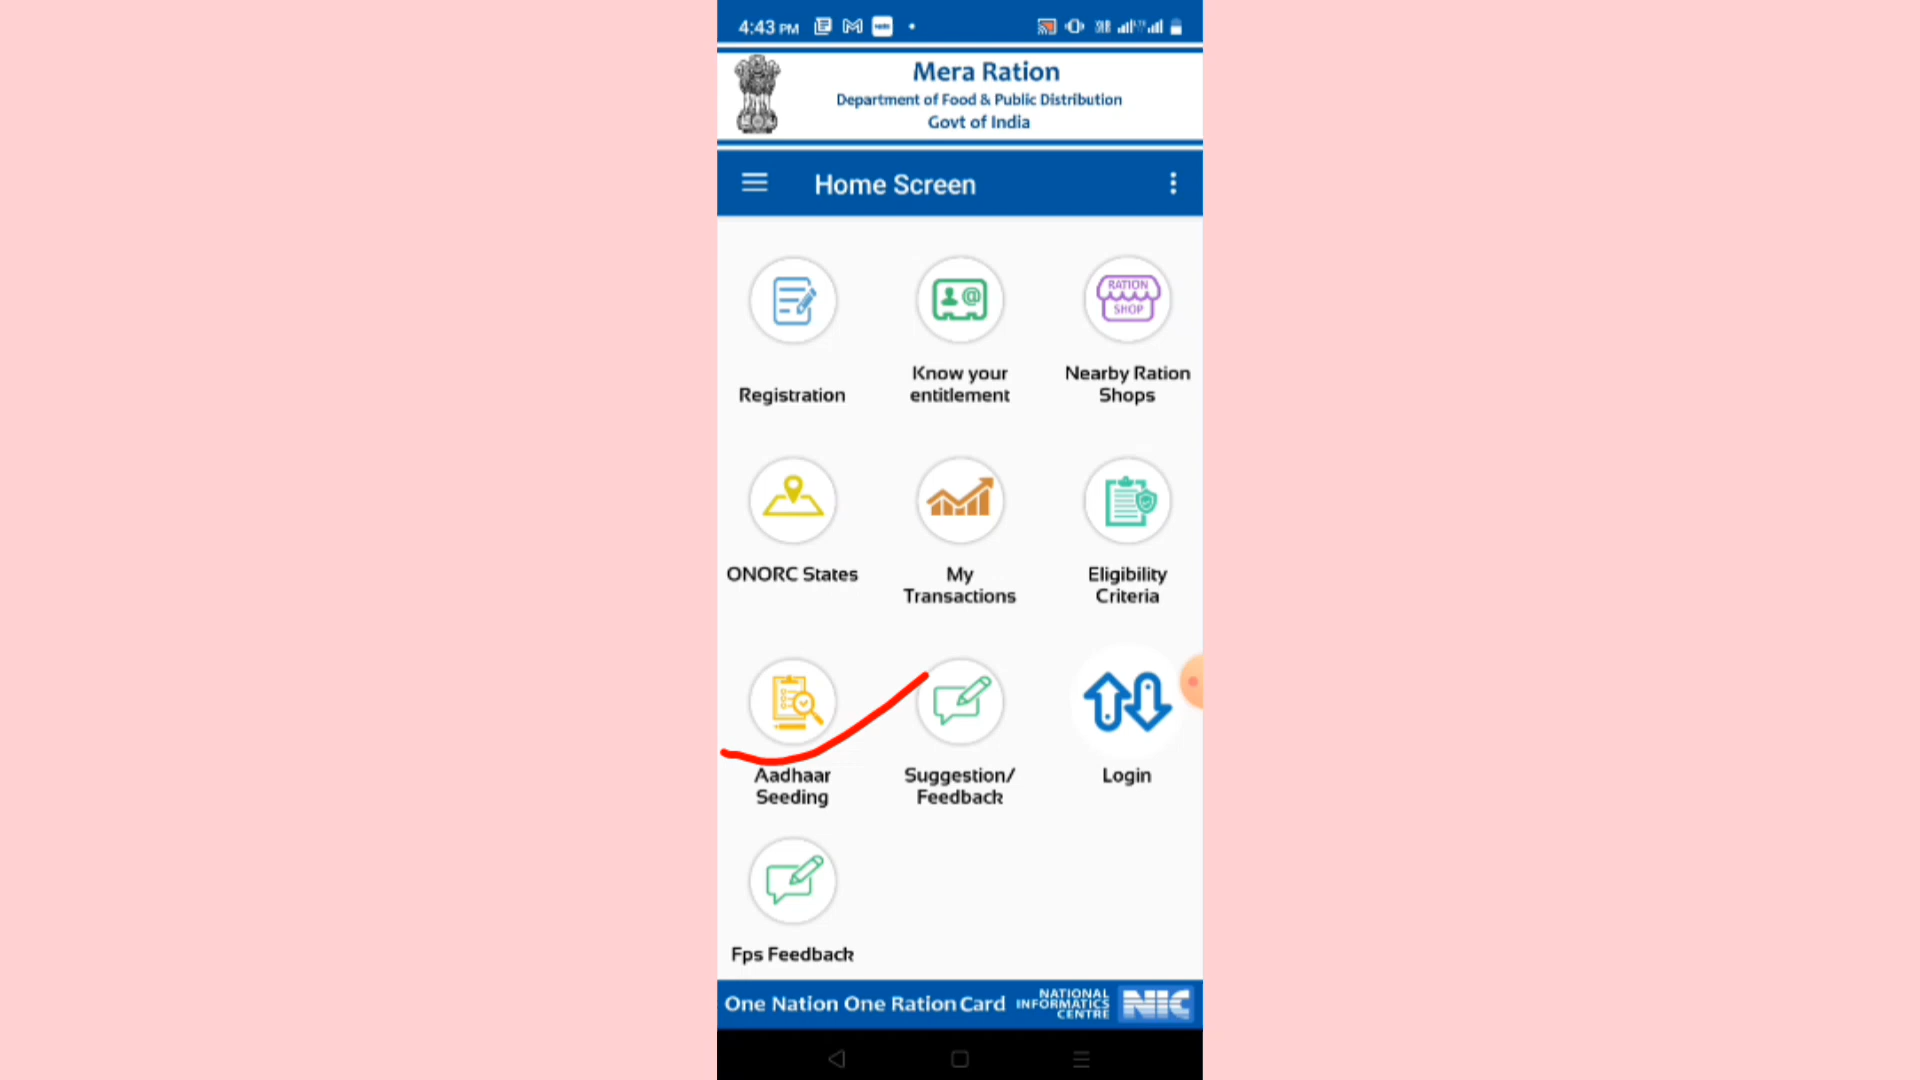 4:43 PM
Mera Ration
Department of Food & Public Distribution
Govt of India
Home Screen
RATION
SHOP
Registration
Know your
entitlement
Nearby Ration
Shops
ONORC States
My
Transactions
Eligibility
Criteria
Aadhaar
Seeding
Suggestion/
Feedback
Login
Fps Feedback
One Nation One Ration Card
NATIONAL
INFORMATICS
CENTRE
NIC